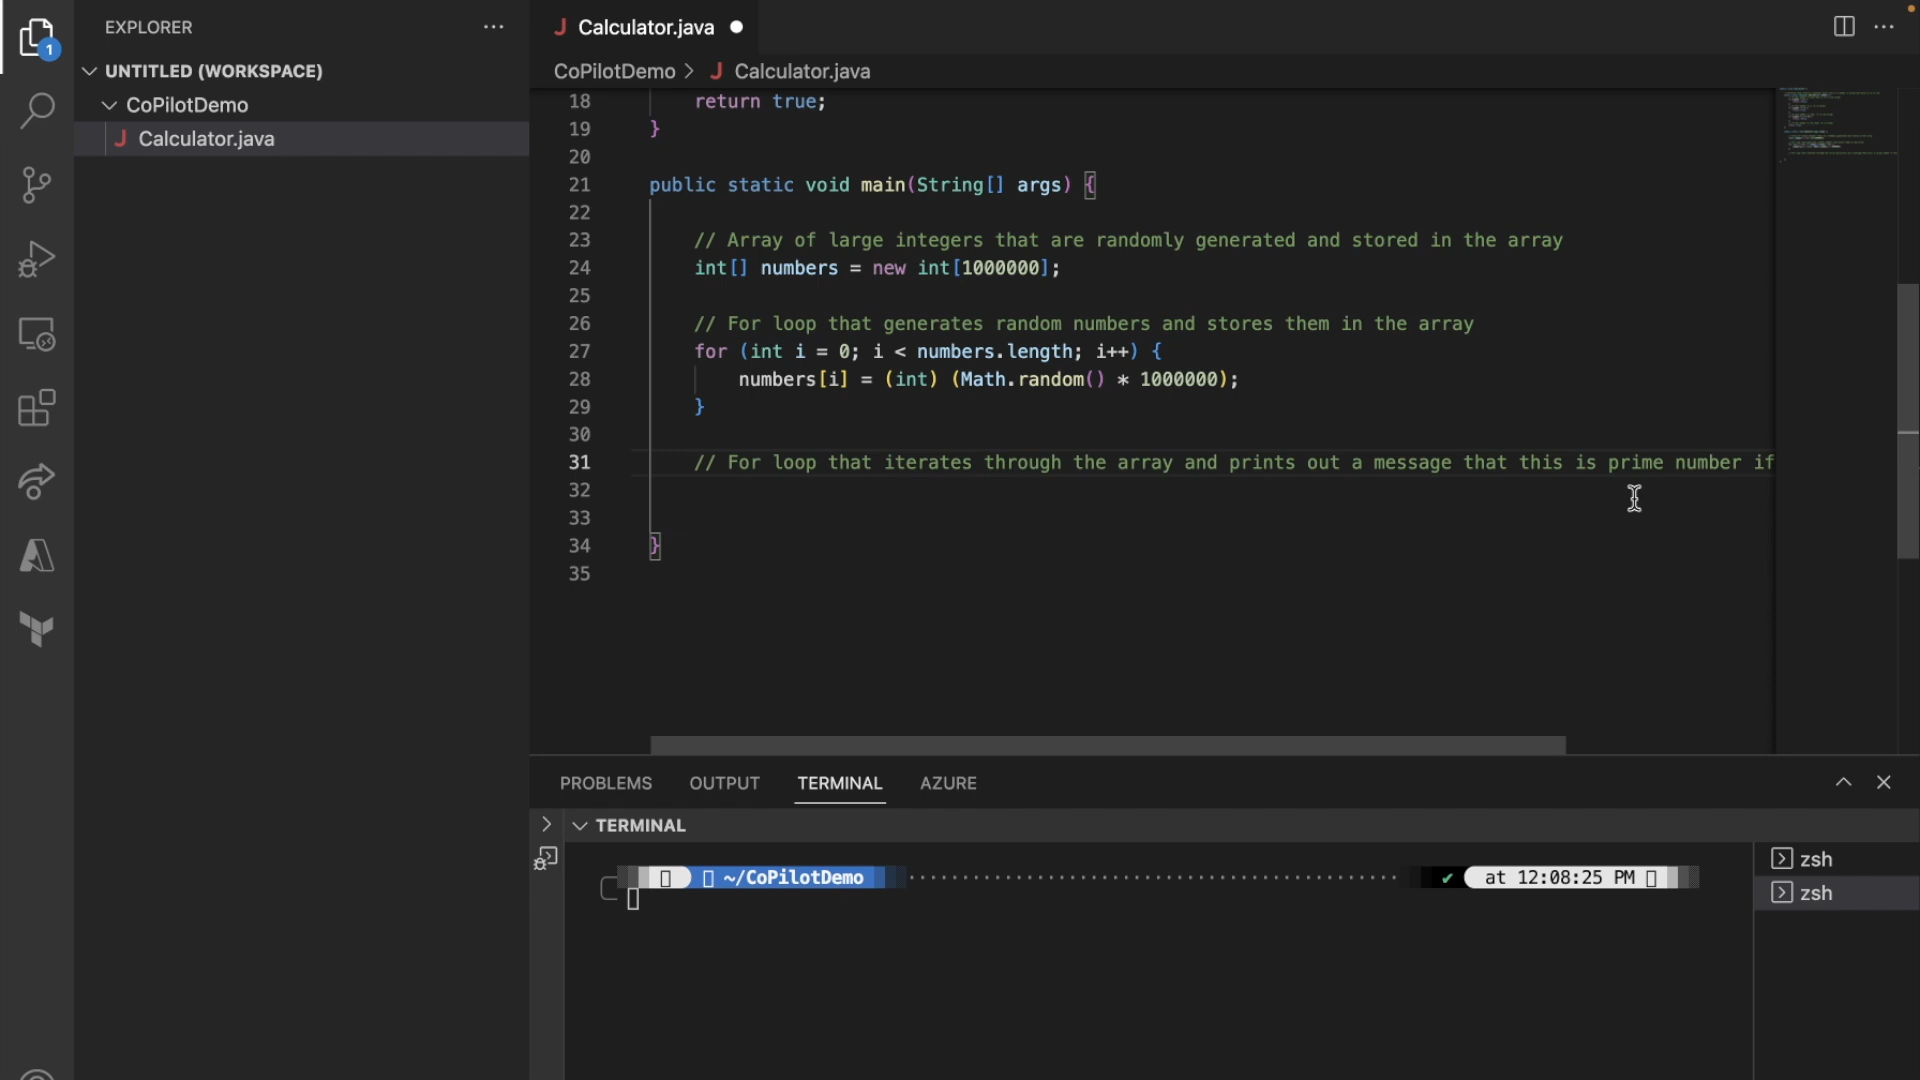 EXPLORER
1
UNTITLED (WORKSPACE)
CoPilotDemo
J Calculator.java
J Calculator.java
CoPilotDemo > J Calculator.java
18 return true;
19 }
20
21 public static void main(String[] args) {
22
23 // Array of large integers that are randomly generated and stored in the array
24 int[] numbers = new int[1000000];
25
26 // For loop that generates random numbers and stores them in the array
27 for (int i = 0; i < numbers.length; i++) {
28 numbers[i] = (int) (Math.random() * 1000000);
29 }
30
31 // For loop that iterates through the array and prints out a message that this is prime number if
32
33
34 }
35
PROBLEMS OUTPUT TERMINAL AZURE
TERMINAL
~/CoPilotDemo at 12:08:25 PM
zsh
zsh